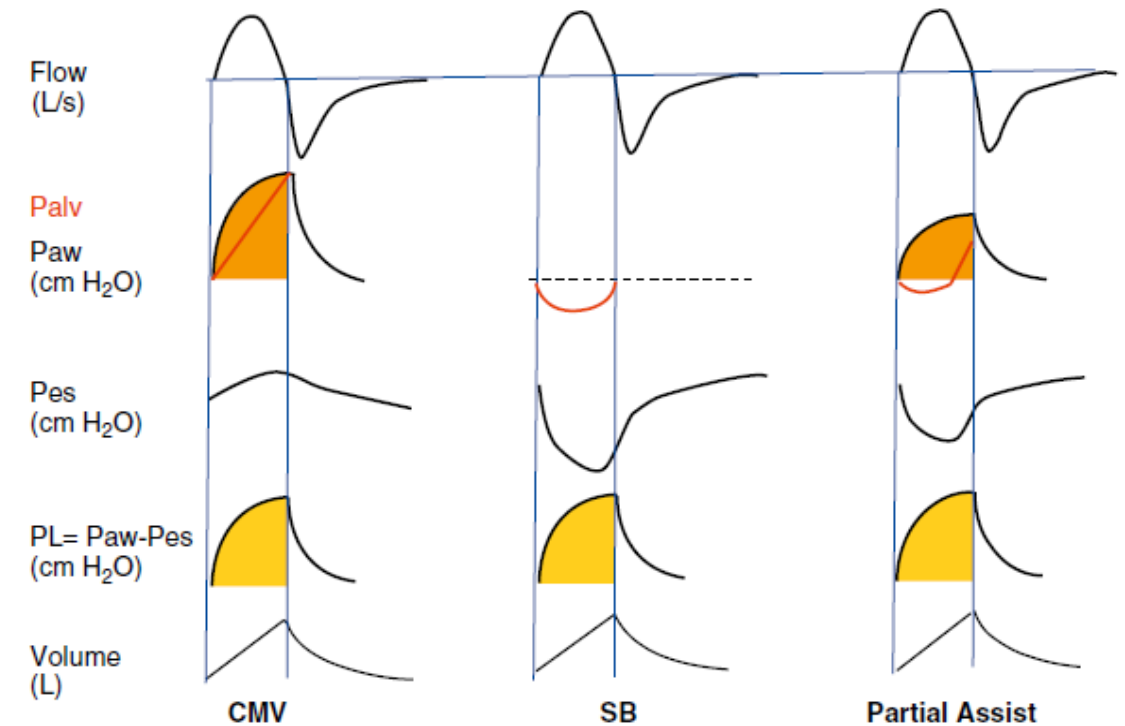 Flow
(L/s)
Palv
Paw
(cm H₂O)
Pes
(cm H₂O)
PL= Paw-Pes
(cm H₂O)
Volume
(L)
CMV SB Partial Assist